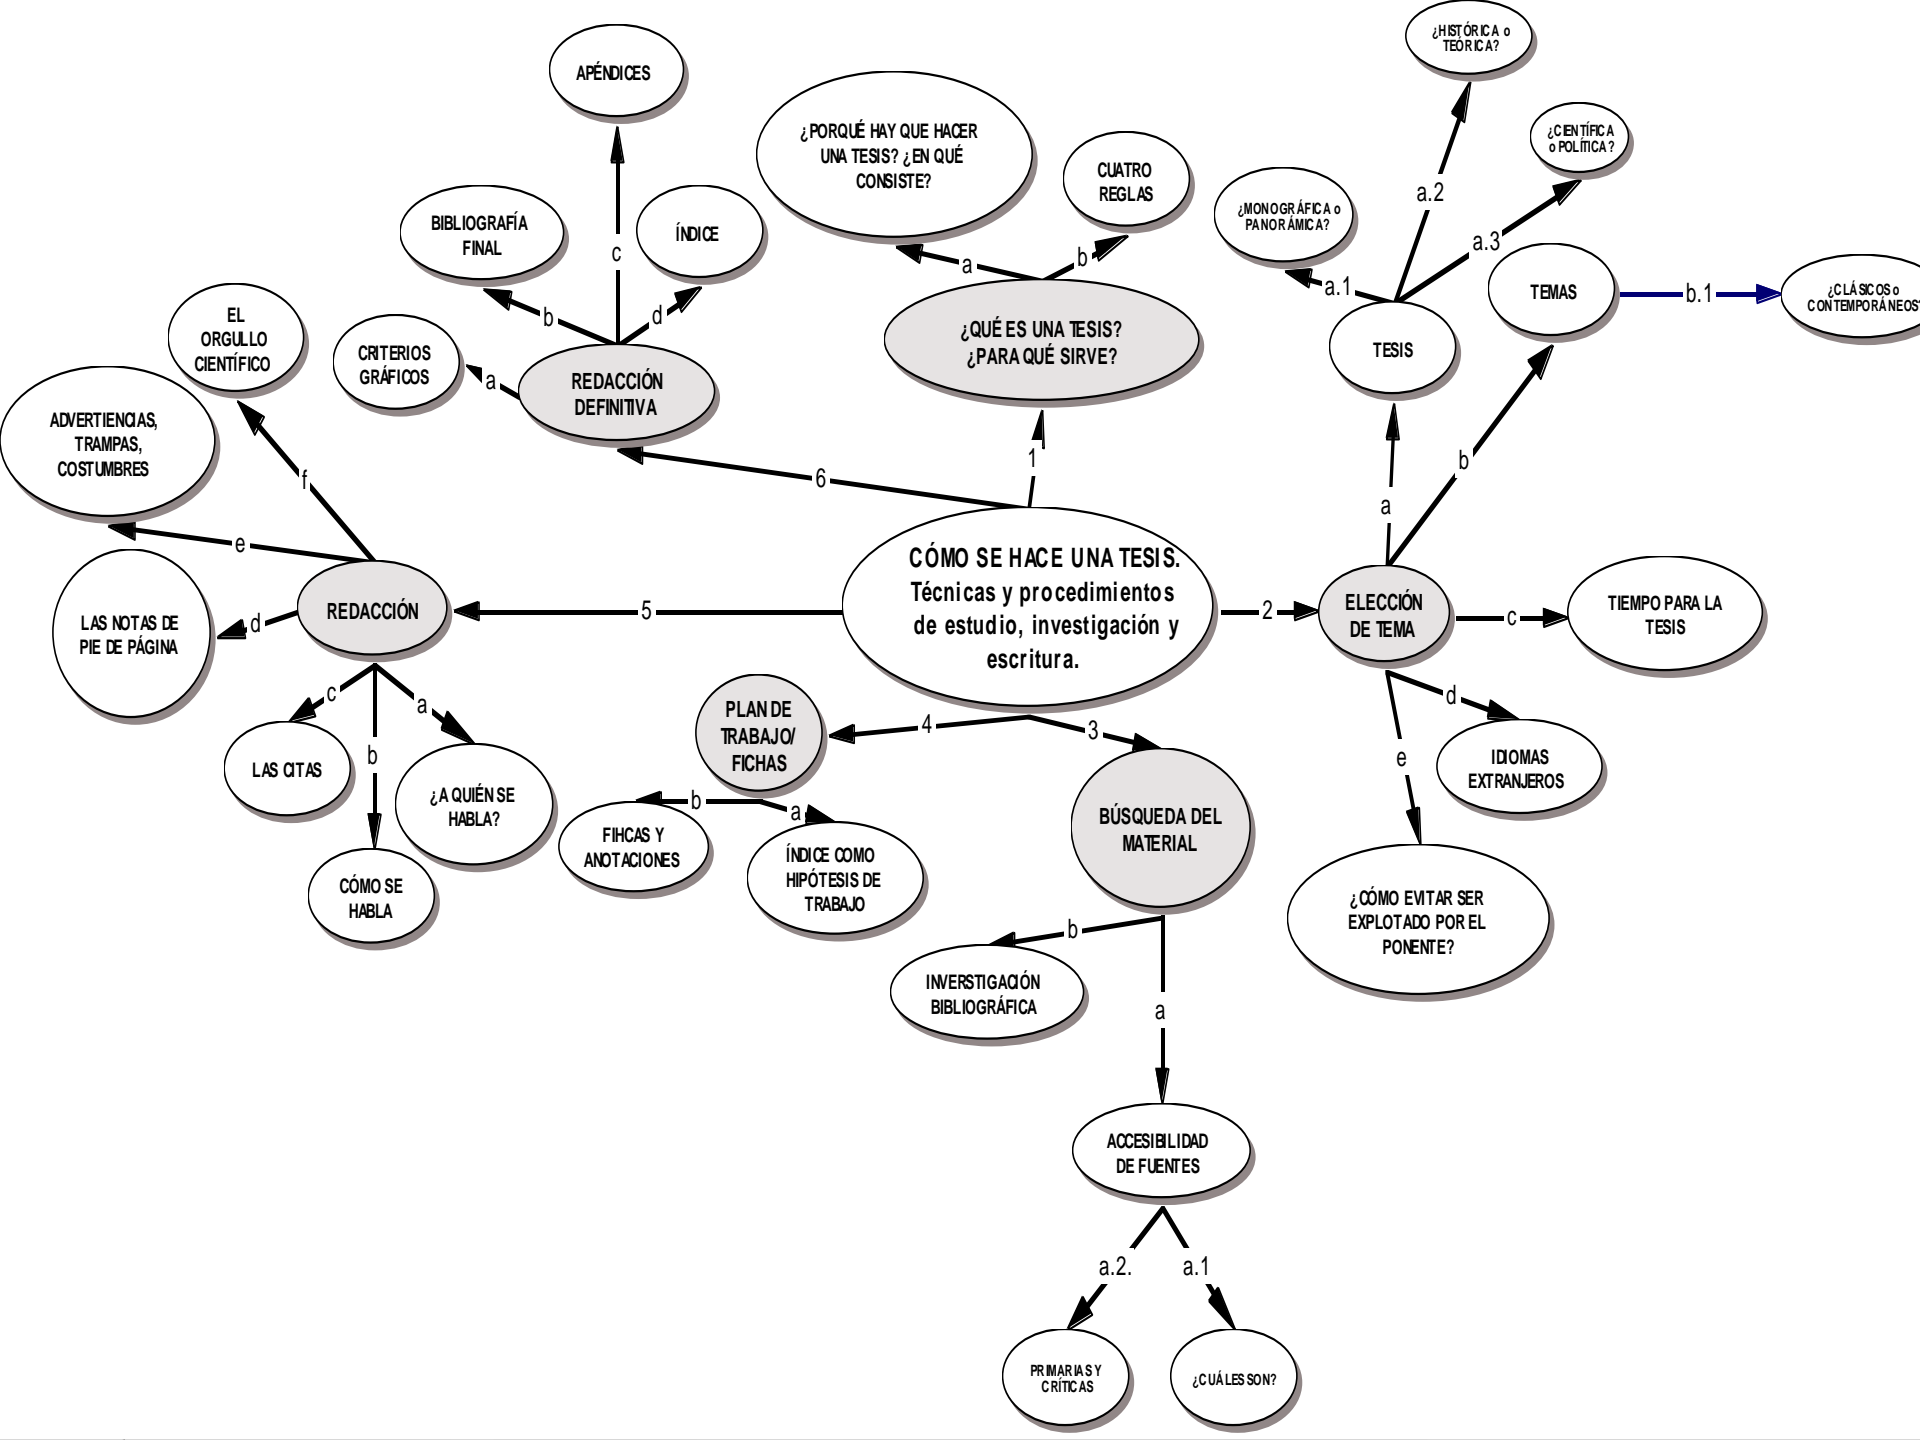 ¿HISTÓRICA o
TEÓRICA?
APÉNDICES
¿PORQUÉ HAY QUE HACER
UNA TESIS? ¿EN QUÉ
CONSISTE?
CUATRO
REGLAS
¿CIENTÍFICA
o POLÍTICA?
a.2
¿MONOGRÁFICA o
PANORÁMICA?
a.3
BIBLIOGRAFÍA
FINAL
c
ÍNDICE
a
b
a.1
TEMAS
b.1
¿CLÁSICOS o
CONTEMPORÁNEOS?
EL
ORGULLO
CIENTÍFICO
b
d
¿QUÉ ES UNA TESIS?
¿PARA QUÉ SIRVE?
TESIS
CRITERIOS
GRÁFICOS
a
REDACCIÓN
DEFINITIVA
ADVERTIENCIAS,
TRAMPAS,
COSTUMBRES
f
6
1
b
a
e
CÓMO SE HACE UNA TESIS.
Técnicas y procedimientos
de estudio, investigación y
escritura.
LAS NOTAS DE
PIE DE PÁGINA
d
REDACCIÓN
5
2
ELECCIÓN
DE TEMA
c
TIEMPO PARA LA
TESIS
c
a
b
PLAN DE
TRABAJO/
FICHAS
4
3
d
e
LAS CITAS
¿A QUIÉN SE
HABLA?
IDIOMAS
EXTRANJEROS
b
a
FIHCAS Y
ANOTACIONES
ÍNDICE COMO
HIPÓTESIS DE
TRABAJO
BÚSQUEDA DEL
MATERIAL
CÓMO SE
HABLA
¿CÓMO EVITAR SER
EXPLOTADO POR EL
PONENTE?
b
INVERSTIGACIÓN
BIBLIOGRÁFICA
a
ACCESIBILIDAD
DE FUENTES
a.2.
a.1
PRIMARIAS Y
CRÍTICAS
¿CUÁLES SON?